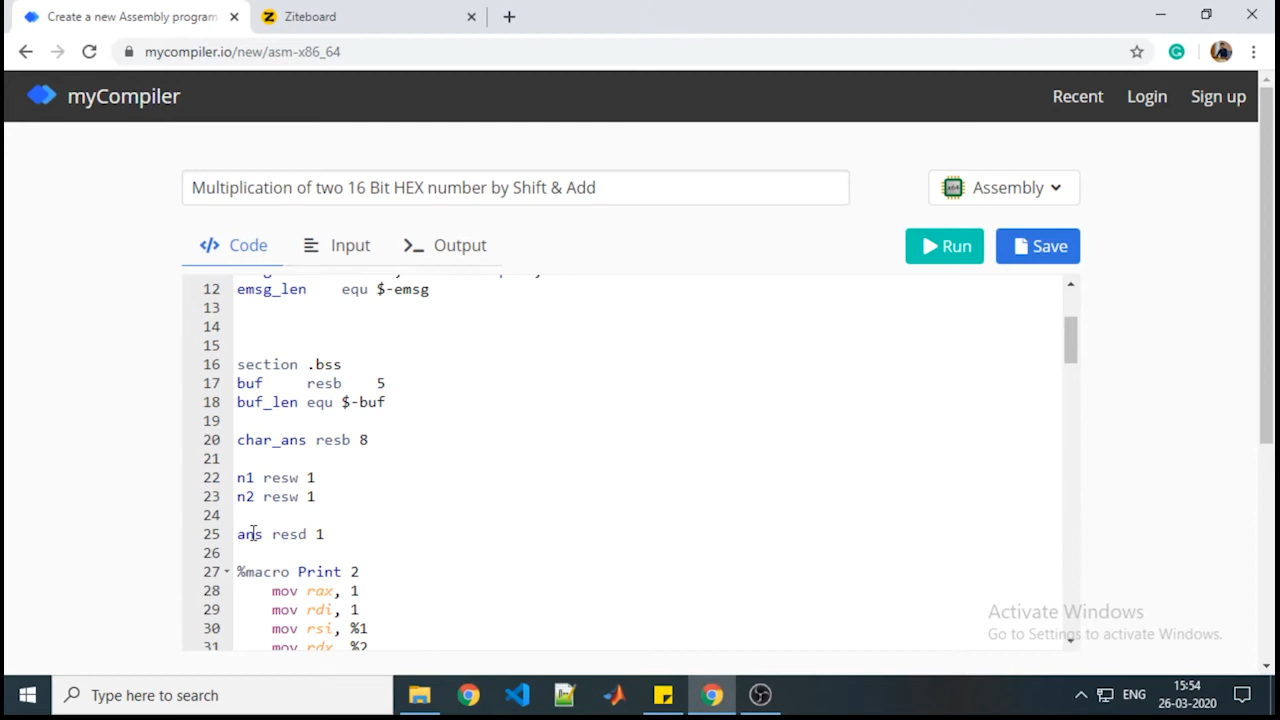 Create a new Assembly program
Ziteboard
mycompiler.io/new/asm-x86_64
myCompiler
Recent
Login
Sign up
Multiplication of two 16 Bit HEX number by Shift & Add
x64
Assembly
Code
Input
Output
Run
Save
12 emsg_len equ $-emsg
13
14
15
16 section .bss
17 buf resb 5
18 buf_len equ $-buf
19
20 char_ans resb 8
21
22 n1 resw 1
23 n2 resw 1
24
25 ans resd 1
26
27 %macro Print 2
28 mov rax, 1
29 mov rdi, 1
30 mov rsi, %1
31 mov rdx, %2
Activate Windows
Go to Settings to activate Windows.
Type here to search
ENG
15:54
26-03-2020